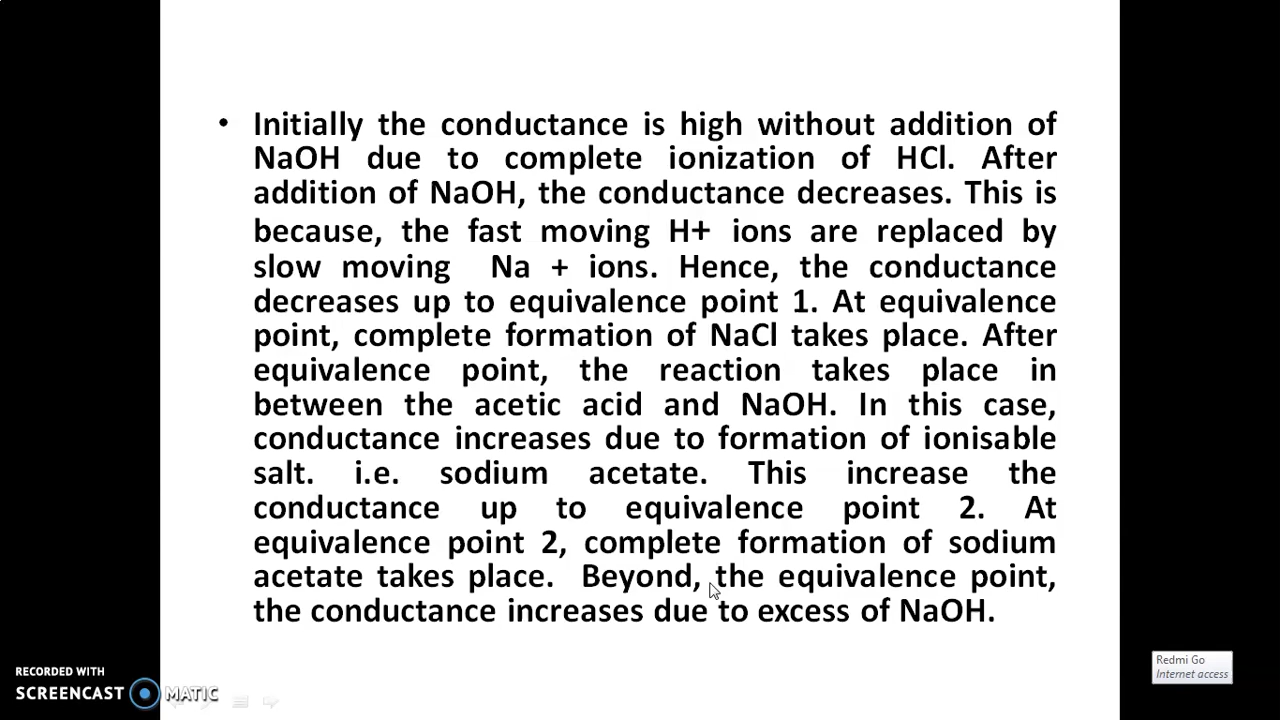 • Initially the conductance is high without addition of
NaOH due to complete ionization of HCl. After
addition of NaOH, the conductance decreases. This is
because, the fast moving H+ ions are replaced by
slow moving Na + ions. Hence, the conductance
decreases up to equivalence point 1. At equivalence
point, complete formation of NaCl takes place. After
equivalence point, the reaction takes place in
between the acetic acid and NaOH. In this case,
conductance increases due to formation of ionisable
salt. i.e. sodium acetate. This increase the
conductance up to equivalence point 2. At
equivalence point 2, complete formation of sodium
acetate takes place. Beyond, the equivalence point,
the conductance increases due to excess of NaOH.
Redmi Go
Internet access
RECORDED WITH
SCREENCAST MATIC